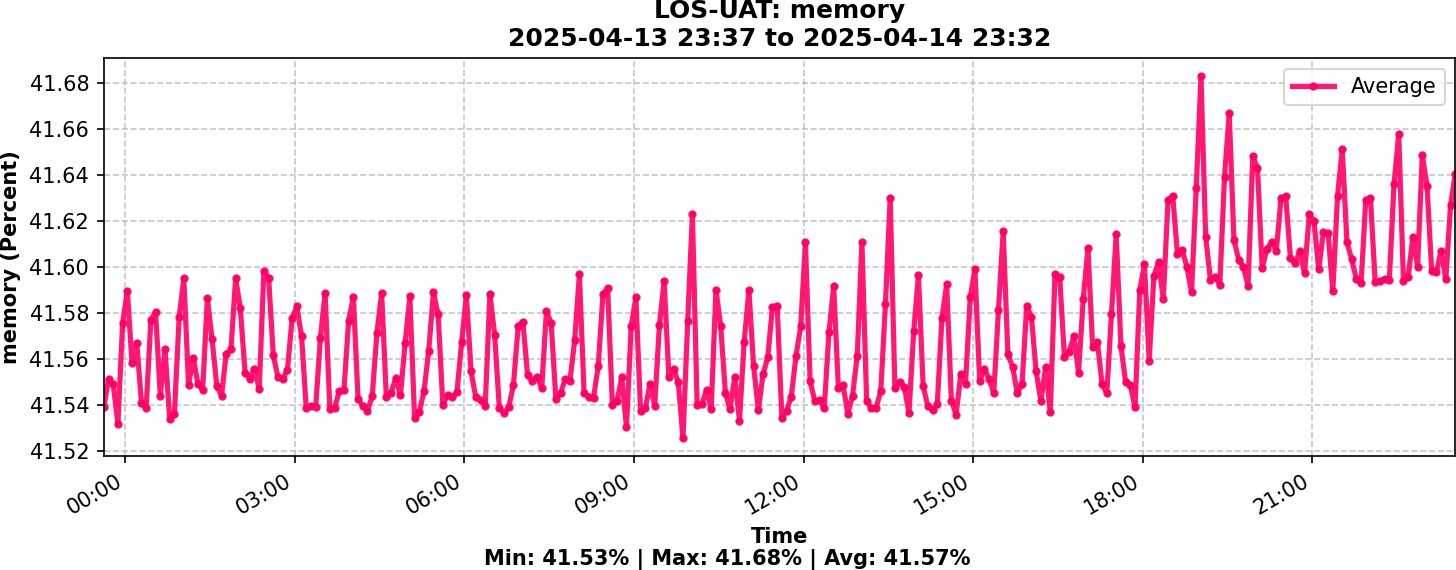 LOS-UAT: memory
2025-04-13 23:37 to 2025-04-14 23:32
Average
memory (Percent)
41.68
41.66
41.64
41.62
41.60
41.58
41.56
41.54
41.52
00:00 03:00 06:00 09:00 12:00 15:00 18:00 21:00
Time
Min: 41.53% | Max: 41.68% | Avg: 41.57%